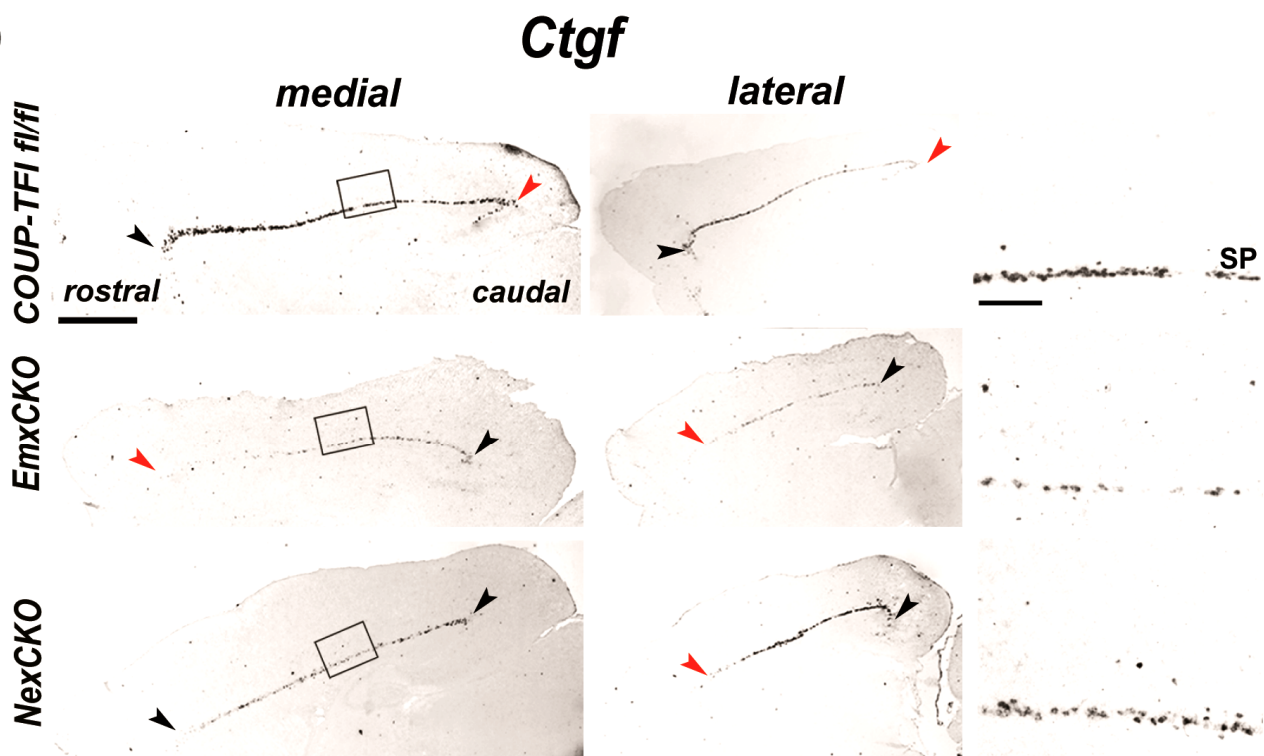 Ctgf
medial
lateral
COUP-TFI fl/fl
rostral
caudal
SP
EmxCKO
NexCKO